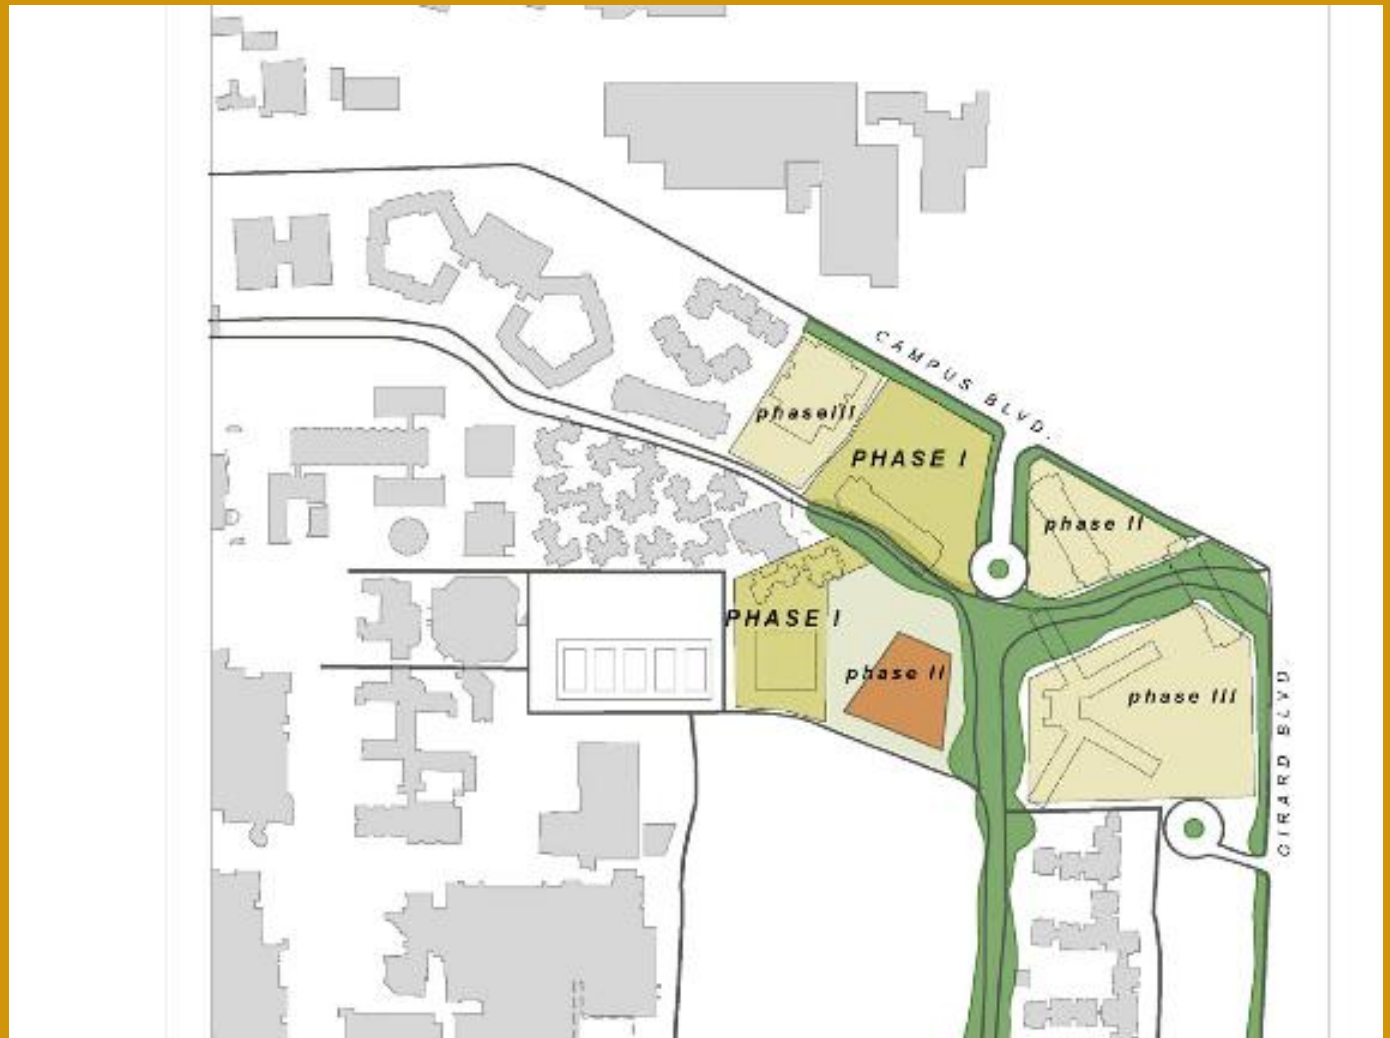 CAMPUS BLVD.
phaseIII
PHASE I
phase II
PHASE I
phase II
phase III
GIRARD BLVD.